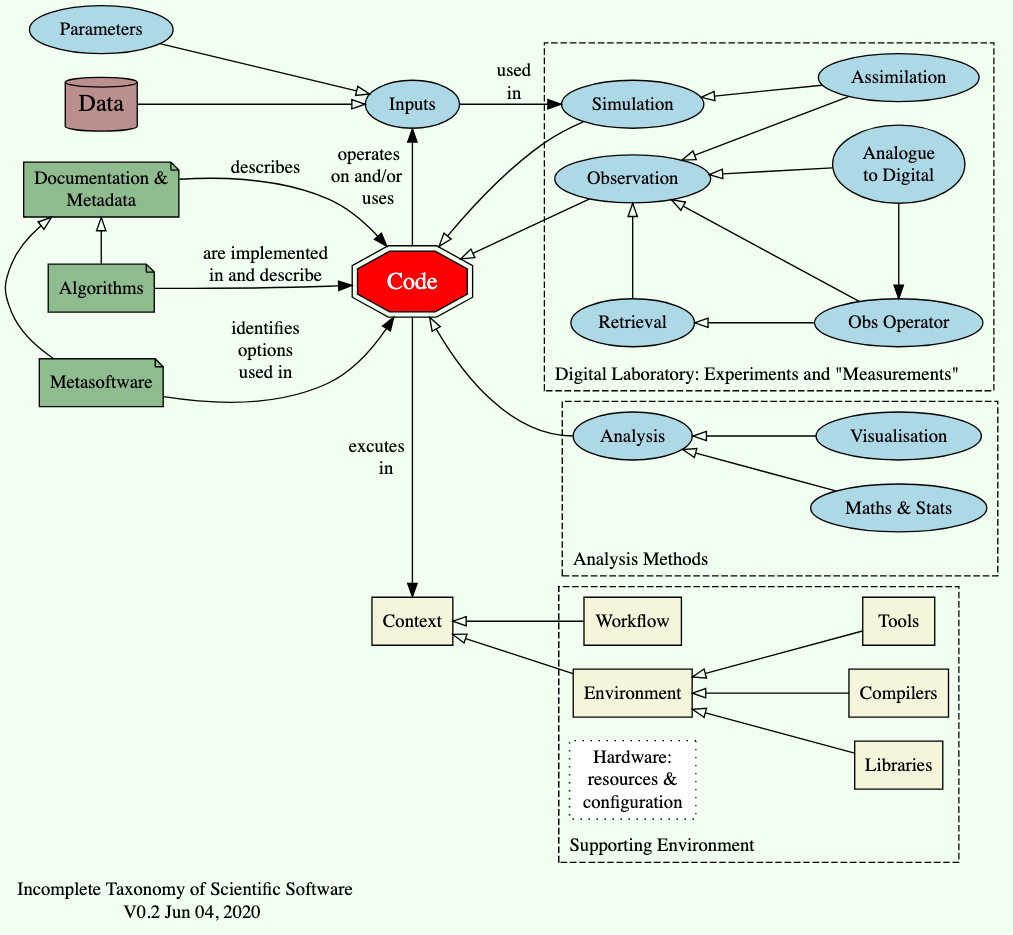 Parameters
Data
Inputs
used
in
Simulation
Assimilation
Documentation &
Metadata
describes
operates
on and/or
uses
Observation
Analogue
to Digital
Algorithms
are implemented
in and describe
Code
Retrieval
Obs Operator
Digital Laboratory: Experiments and "Measurements"
Metasoftware
identifies
options
used in
Analysis
Visualisation
Maths & Stats
Analysis Methods
excutes
in
Context
Workflow
Tools
Environment
Compilers
Libraries
Hardware:
resources &
configuration
Supporting Environment
Incomplete Taxonomy of Scientific Software
V0.2 Jun 04, 2020